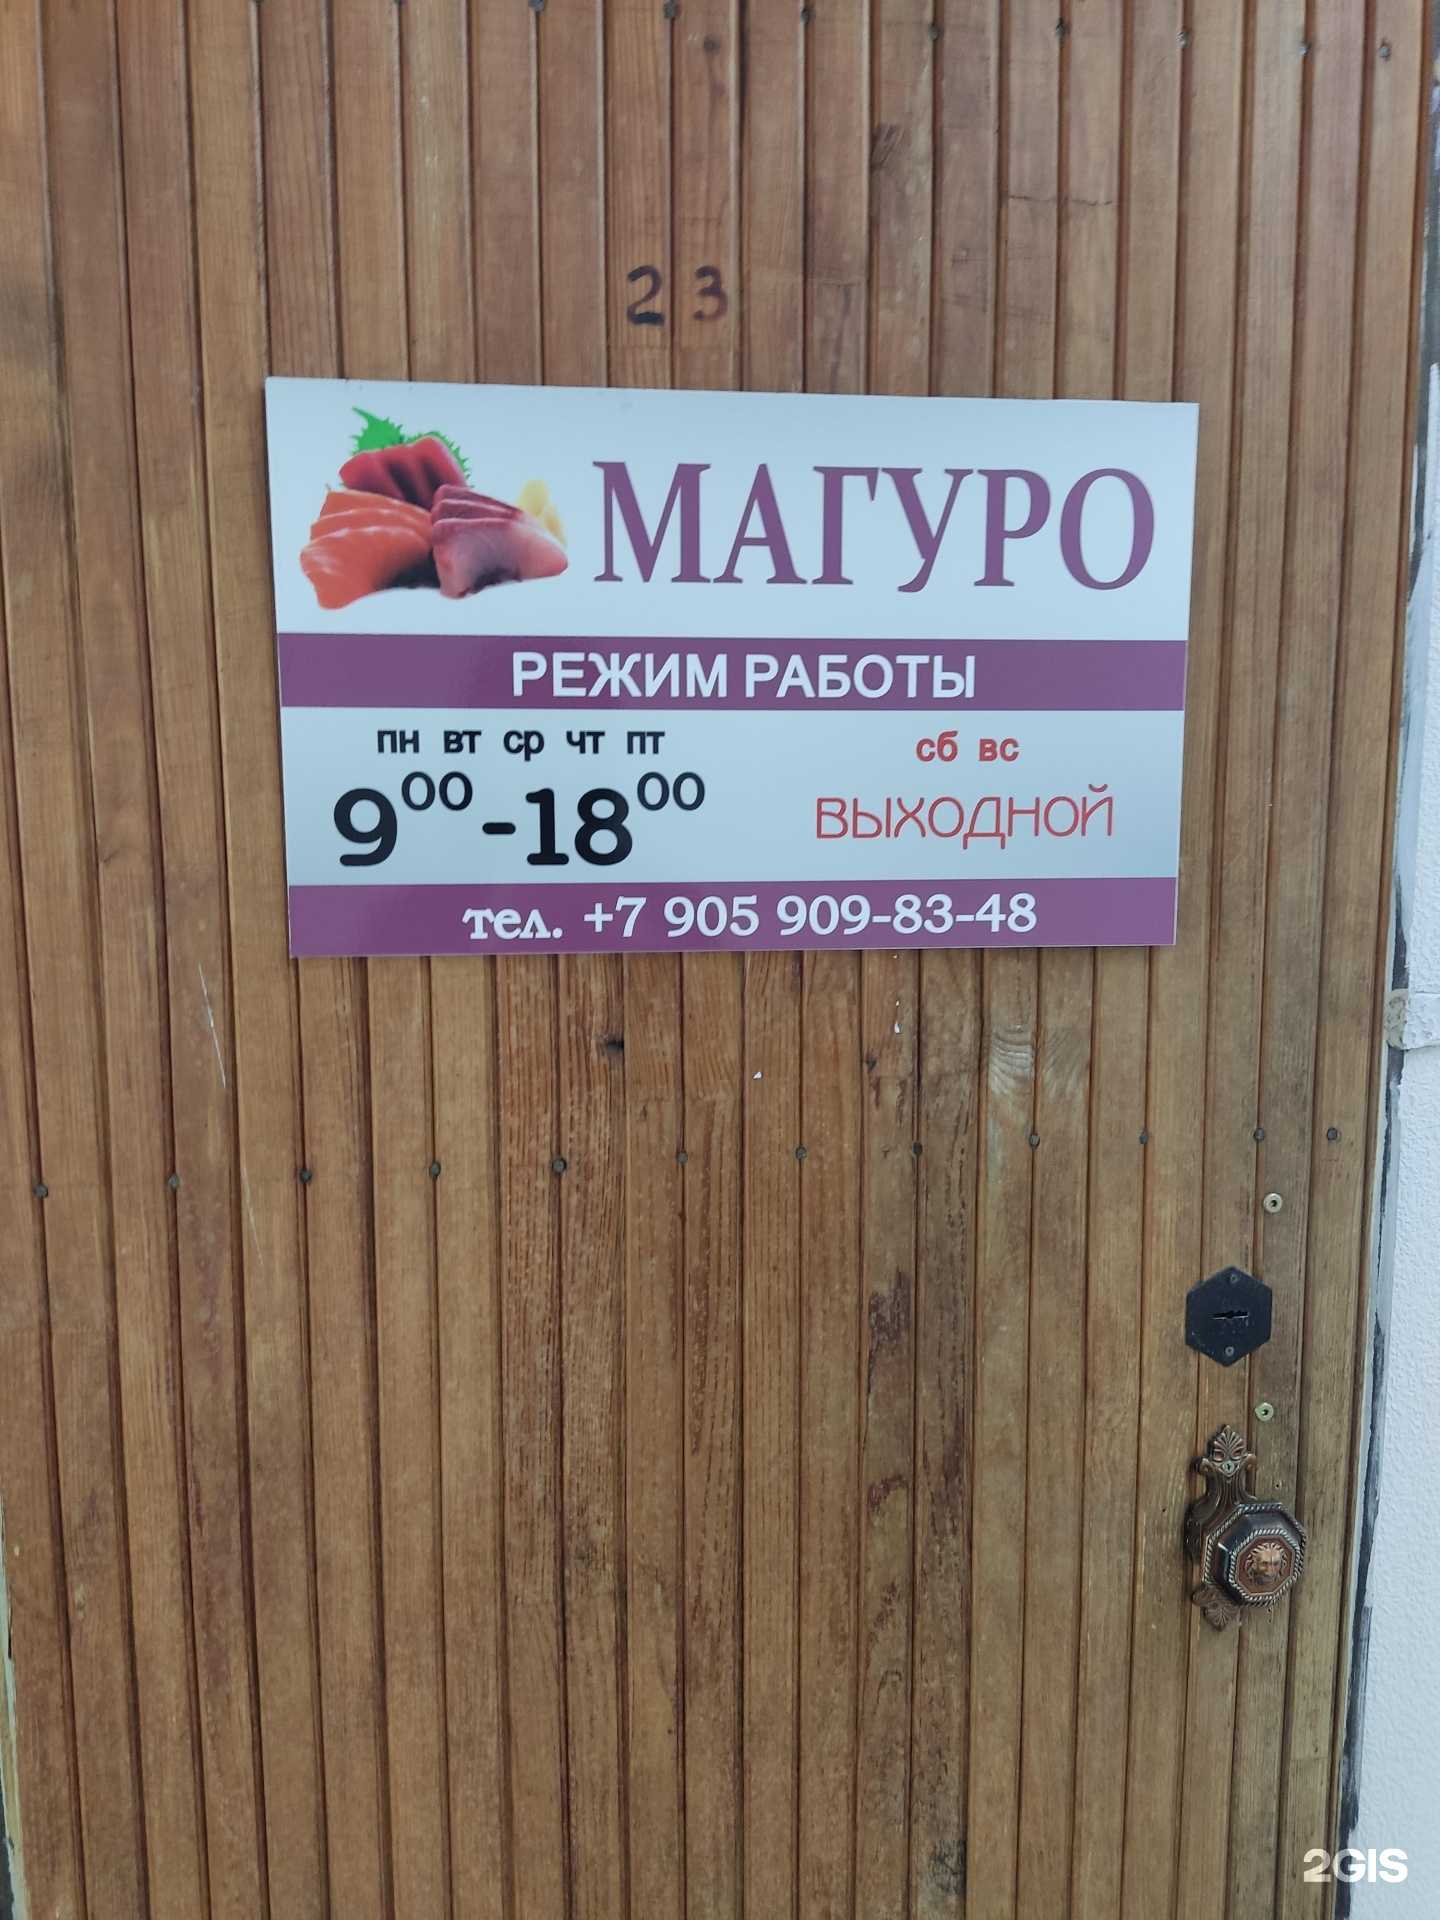 23
МАГУРО
РЕЖИМ РАБОТЫ
пн вт ср чт пт
9⁰⁰-18⁰⁰
сб вс
ВЫХОДНОЙ
тел. +7 905 909-83-48
2GIS